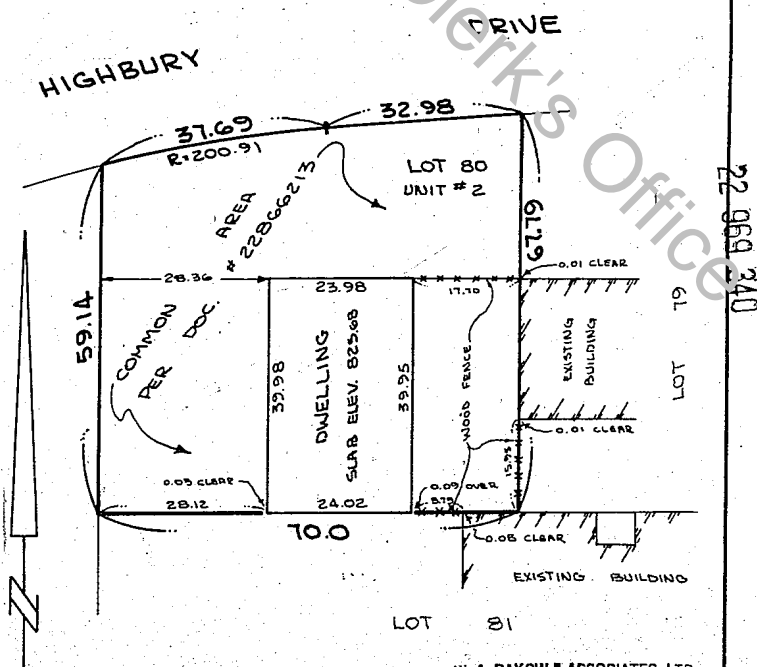 DRIVE
HIGHBURY
Clerk's Office
37.69
32.98
R=200.91
LOT 80
UNIT # 2
AREA
# 22866213
67.79
22 969 340
0.01 CLEAR
28.36
23.98
17.70
59.14
COMMON
PER DOC.
39.98
DWELLING
SLAB ELEV. 825.68
39.95
WOOD FENCE
EXISTING
BUILDING
LOT 79
0.01 CLEAR
15.95
0.05 CLEAR
0.09 OVER
28.12
24.02
70.0
0.08 CLEAR
EXISTING BUILDING
LOT 81
ASSOCIATES LTD
N